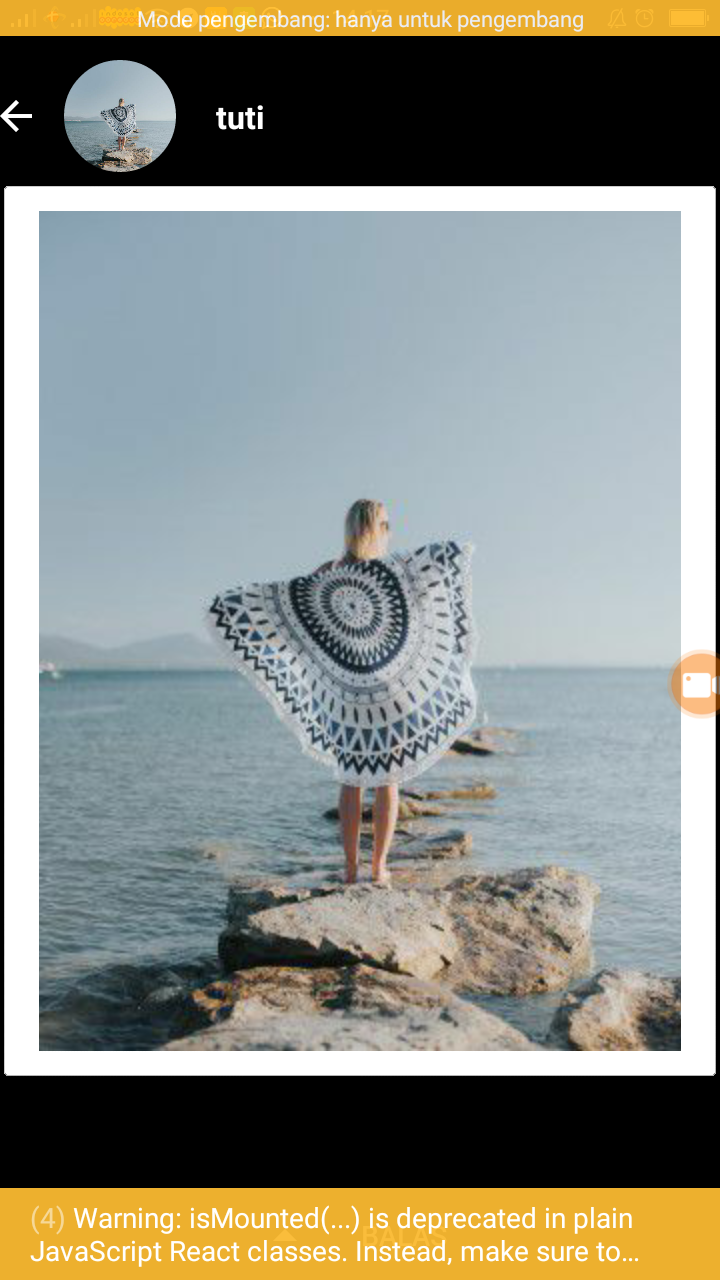 Mode pengembang: hanya untuk pengembang
tuti
(4) Warning: isMounted(...) is deprecated in plain
JavaScript React classes. Instead, make sure to...
BALAS